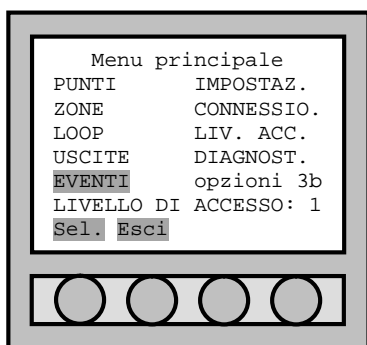 Menu principale
PUNTI IMPOSTAZ.
ZONE CONNESSIO.
LOOP LIV. ACC.
USCITE DIAGNOST.
EVENTI opzioni 3b
LIVELLO DI ACCESSO: 1
Sel. Esci